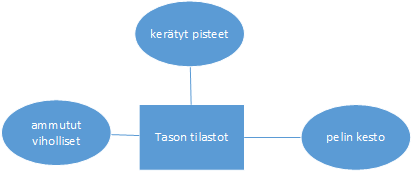 kerätyt pisteet
ammutut
viholliset
Tason tilastot
pelin kesto